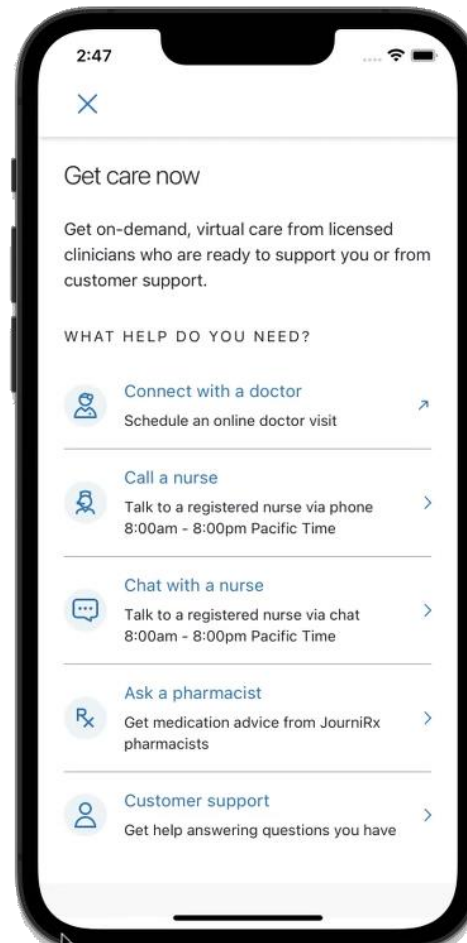 2:47
Get care now
Get on-demand, virtual care from licensed
clinicians who are ready to support you or from
customer support.
WHAT HELP DO YOU NEED?
Connect with a doctor
Schedule an online doctor visit
Call a nurse
Talk to a registered nurse via phone
8:00am - 8:00pm Pacific Time
Chat with a nurse
Talk to a registered nurse via chat
8:00am - 8:00pm Pacific Time
Rx
Ask a pharmacist
Get medication advice from JourniRx
pharmacists
Customer support
Get help answering questions you have